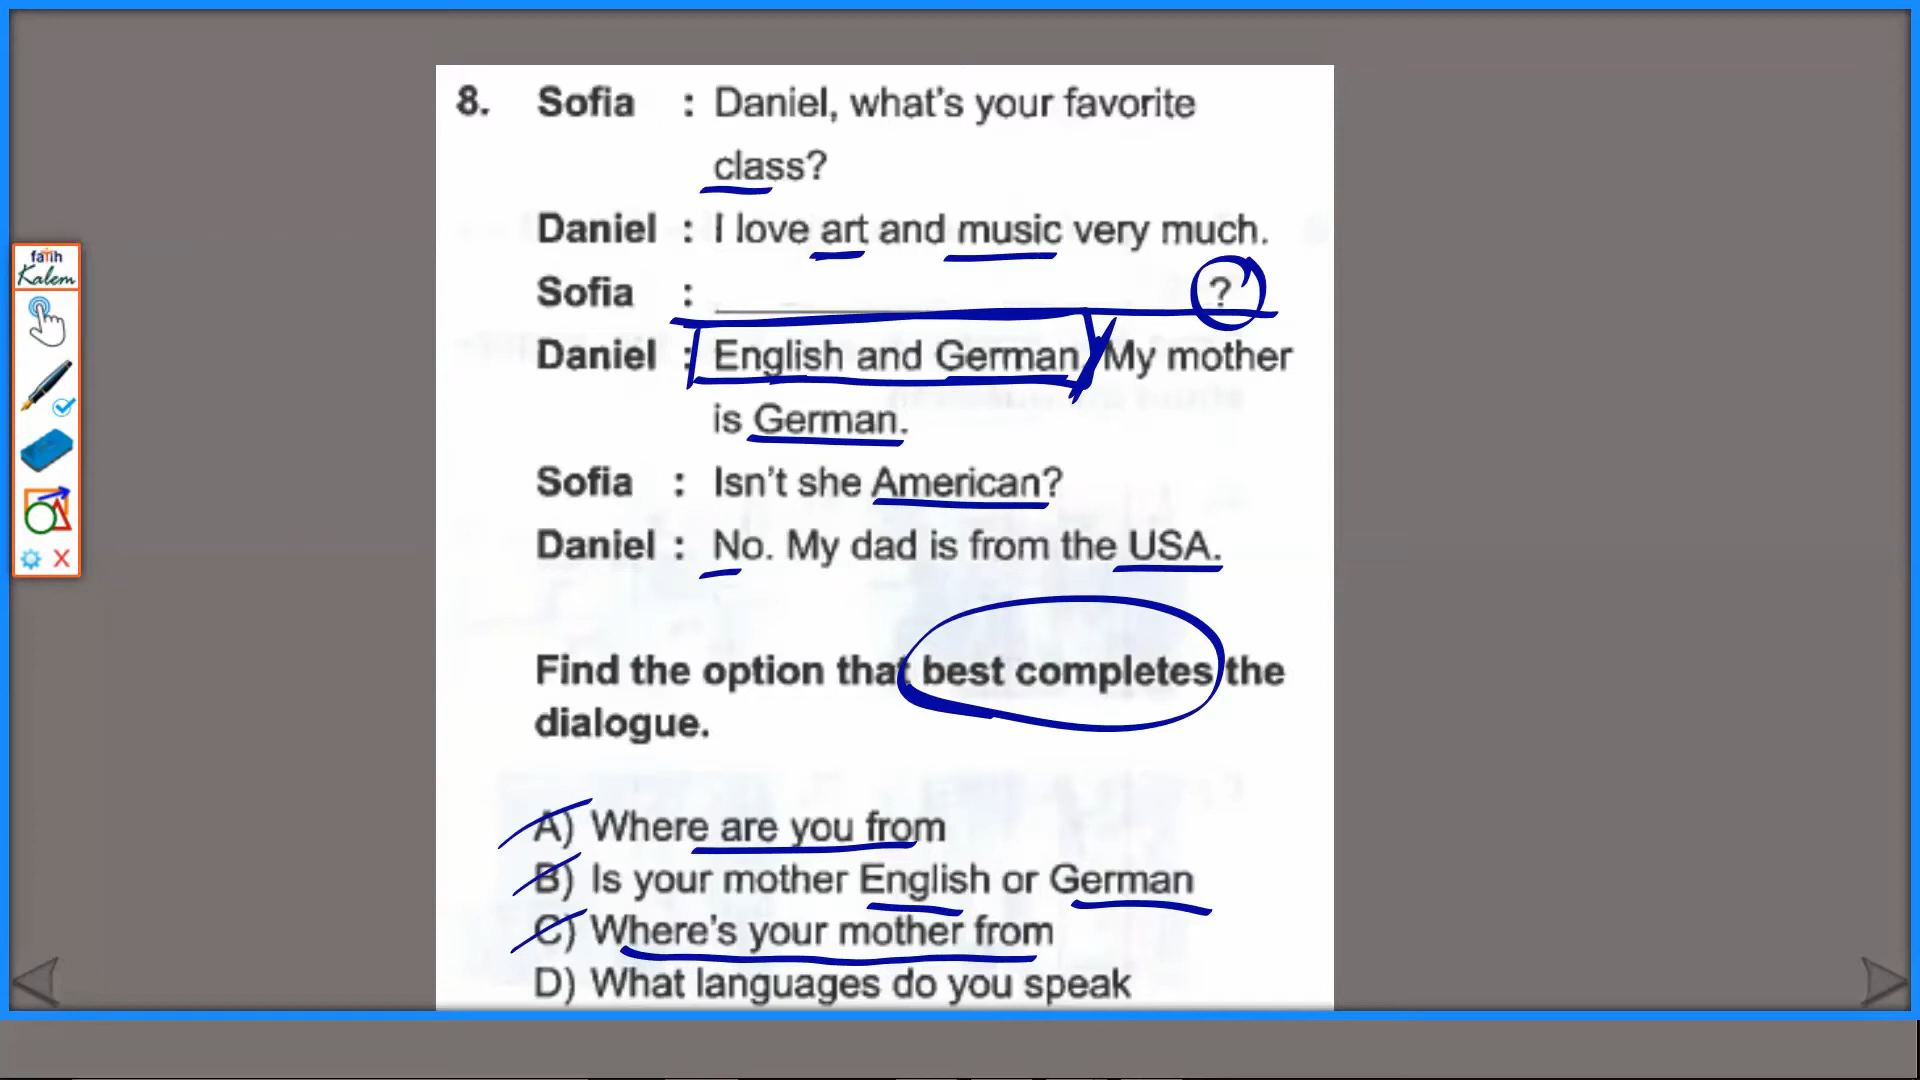 8. Sofia : Daniel, what's your favorite
class?
Daniel : I love art and music very much.
Sofia : ____________________?
Daniel : English and German. My mother
is German.
Sofia : Isn't she American?
Daniel : No. My dad is from the USA.
Find the option that best completes the
dialogue.
A) Where are you from
B) Is your mother English or German
C) Where's your mother from
D) What languages do you speak
fatih
Kalem